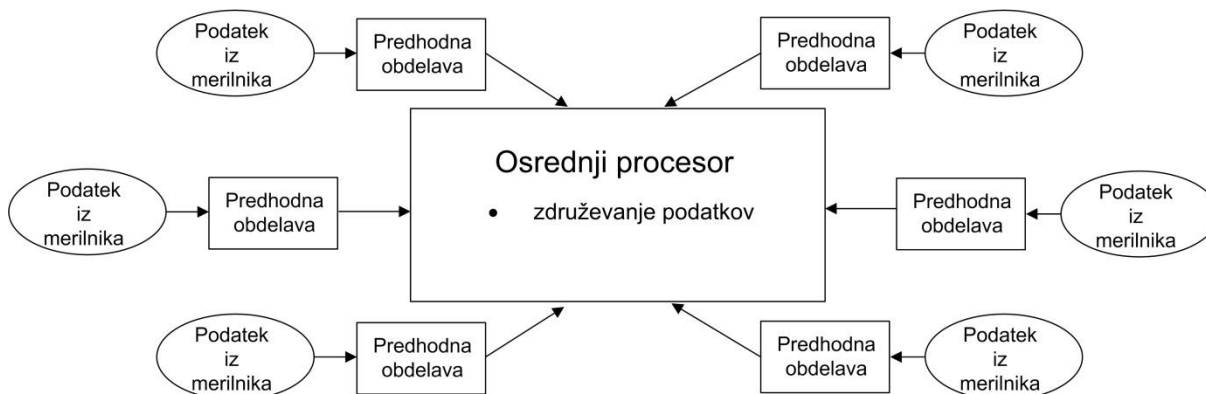 Podatek
iz
merilnika
Predhodna
obdelava
Predhodna
obdelava
Podatek
iz
merilnika
Osrednji procesor
• združevanje podatkov
Podatek
iz
merilnika
Predhodna
obdelava
Predhodna
obdelava
Podatek
iz
merilnika
Podatek
iz
merilnika
Predhodna
obdelava
Predhodna
obdelava
Podatek
iz
merilnika